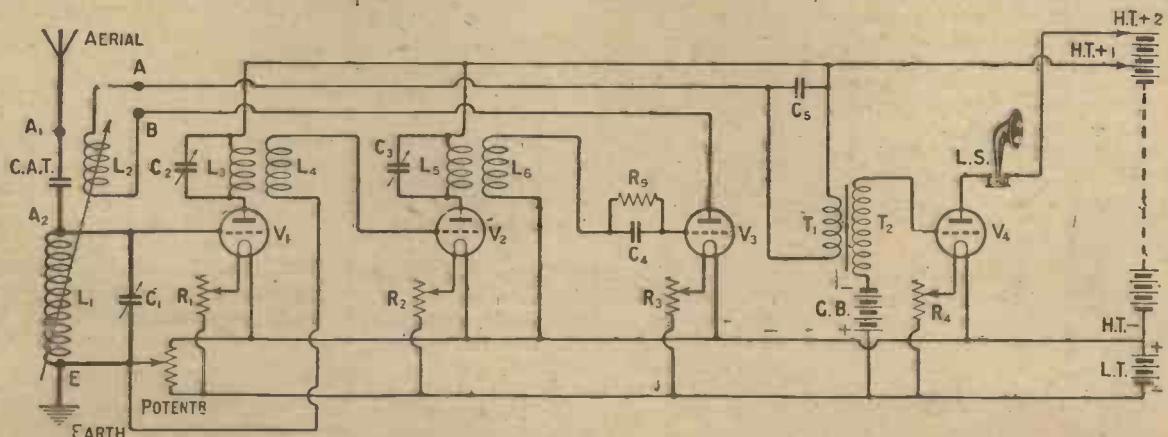 AERIAL
A
H.T.+2
H.T.+1
A1
B
C5
C.A.T.
L2
C2
L3
L4
C3
L5
L6
L.S.
A2
R5
V1
V2
C4
V3
T1
T2
V4
L1
C1
R1
R2
R3
-
G.B.
+
R4
H.T.-
+
L.T.
-
E
POTENTR
EARTH